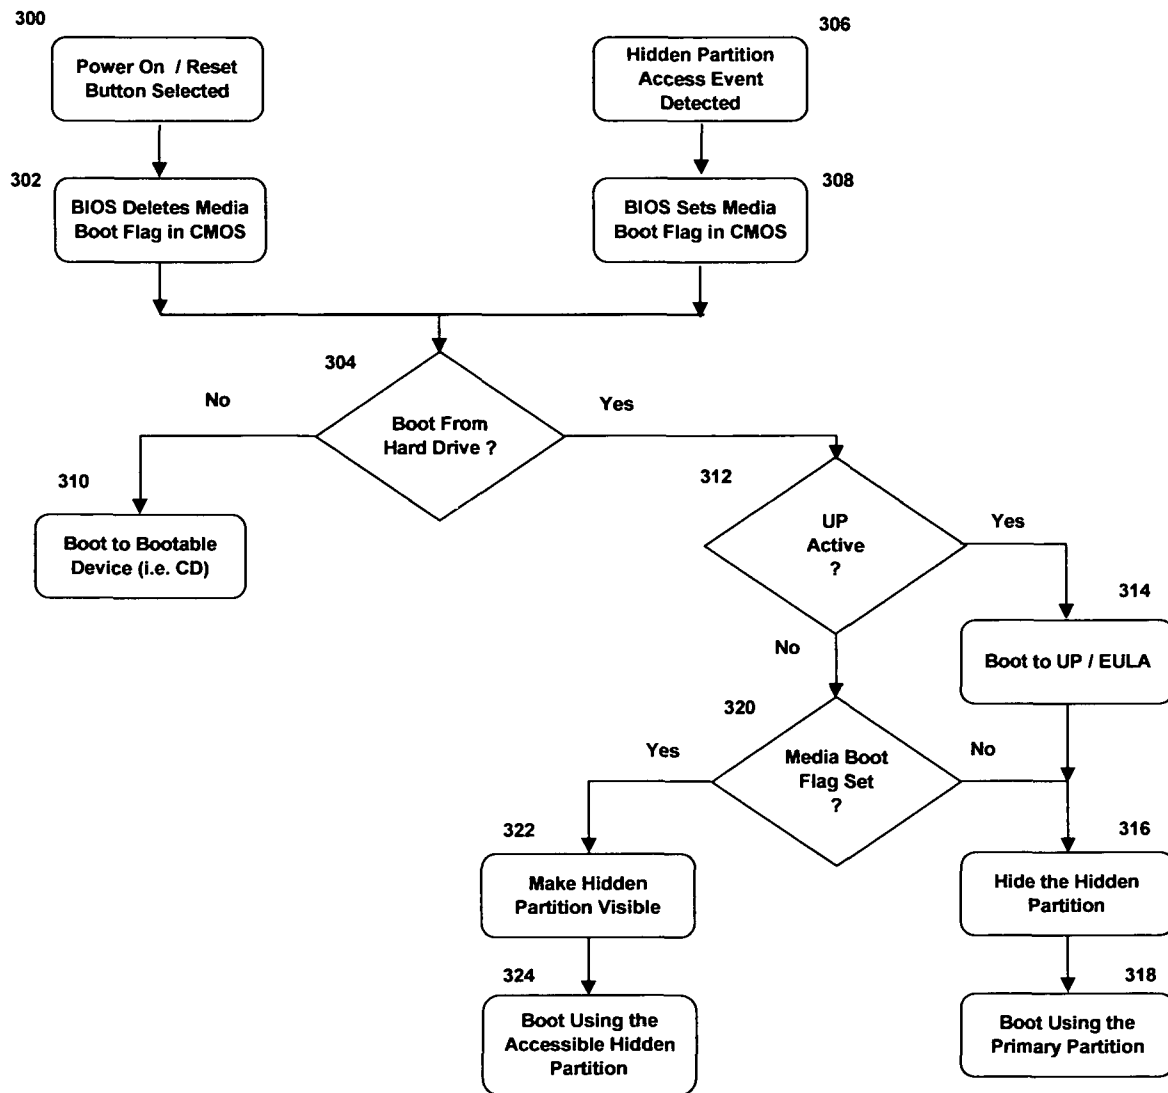 300
Power On / Reset
Button Selected
306
Hidden Partition
Access Event
Detected
302
BIOS Deletes Media
Boot Flag in CMOS
308
BIOS Sets Media
Boot Flag in CMOS
304
Boot From
Hard Drive ?
No
Yes
310
Boot to Bootable
Device (i.e. CD)
312
UP
Active
?
Yes
No
314
Boot to UP / EULA
320
Media Boot
Flag Set
?
Yes
No
322
Make Hidden
Partition Visible
316
Hide the Hidden
Partition
324
Boot Using the
Accessible Hidden
Partition
318
Boot Using the
Primary Partition